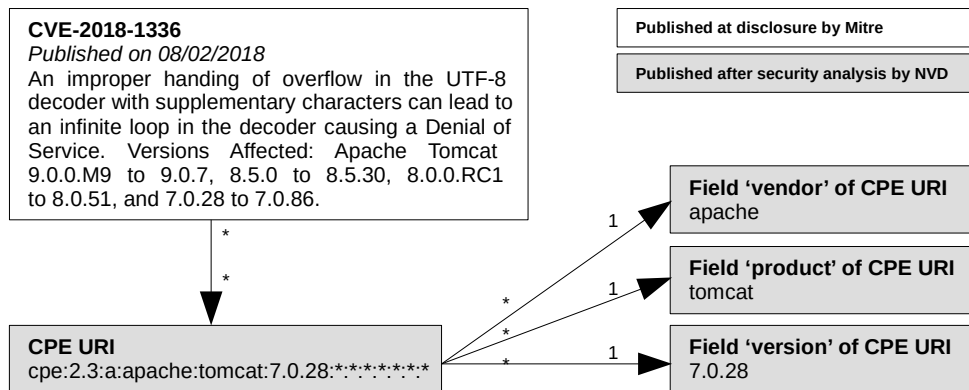 CVE-2018-1336
Published on 08/02/2018
An improper handing of overflow in the UTF-8
decoder with supplementary characters can lead to
an infinite loop in the decoder causing a Denial of
Service. Versions Affected: Apache Tomcat
9.0.0.M9 to 9.0.7, 8.5.0 to 8.5.30, 8.0.0.RC1
to 8.0.51, and 7.0.28 to 7.0.86.
Published at disclosure by Mitre
Published after security analysis by NVD
*
*
CPE URI
cpe:2.3:a:apache:tomcat:7.0.28:*:*:*:*:*:*:*
*
1
*
1
*
1
Field ‘vendor’ of CPE URI
apache
Field ‘product’ of CPE URI
tomcat
Field ‘version’ of CPE URI
7.0.28